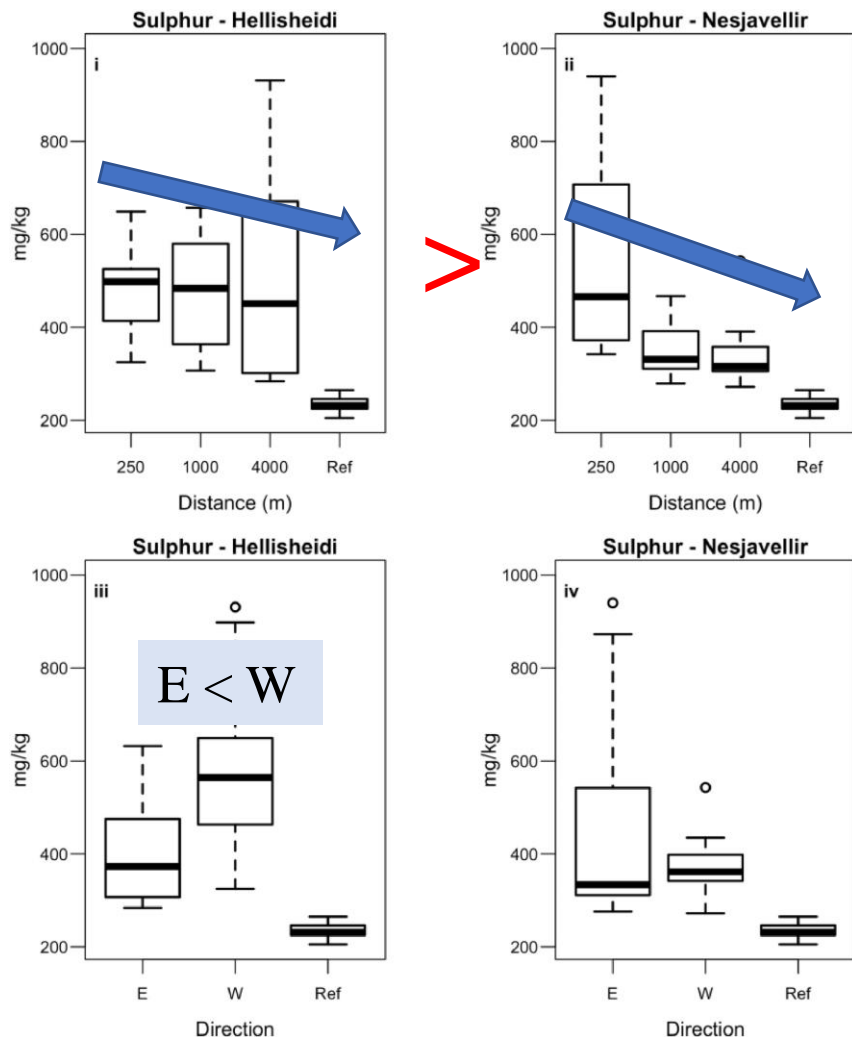 Sulphur - Hellisheidi
i
1000
800
600
400
200
mg/kg
250 1000 4000 Ref
Distance (m)
>
Sulphur - Nesjavellir
ii
1000
800
600
400
200
mg/kg
250 1000 4000 Ref
Distance (m)
Sulphur - Hellisheidi
iii
1000
800
600
400
200
mg/kg
E < W
E W Ref
Direction
Sulphur - Nesjavellir
iv
1000
800
600
400
200
mg/kg
E W Ref
Direction